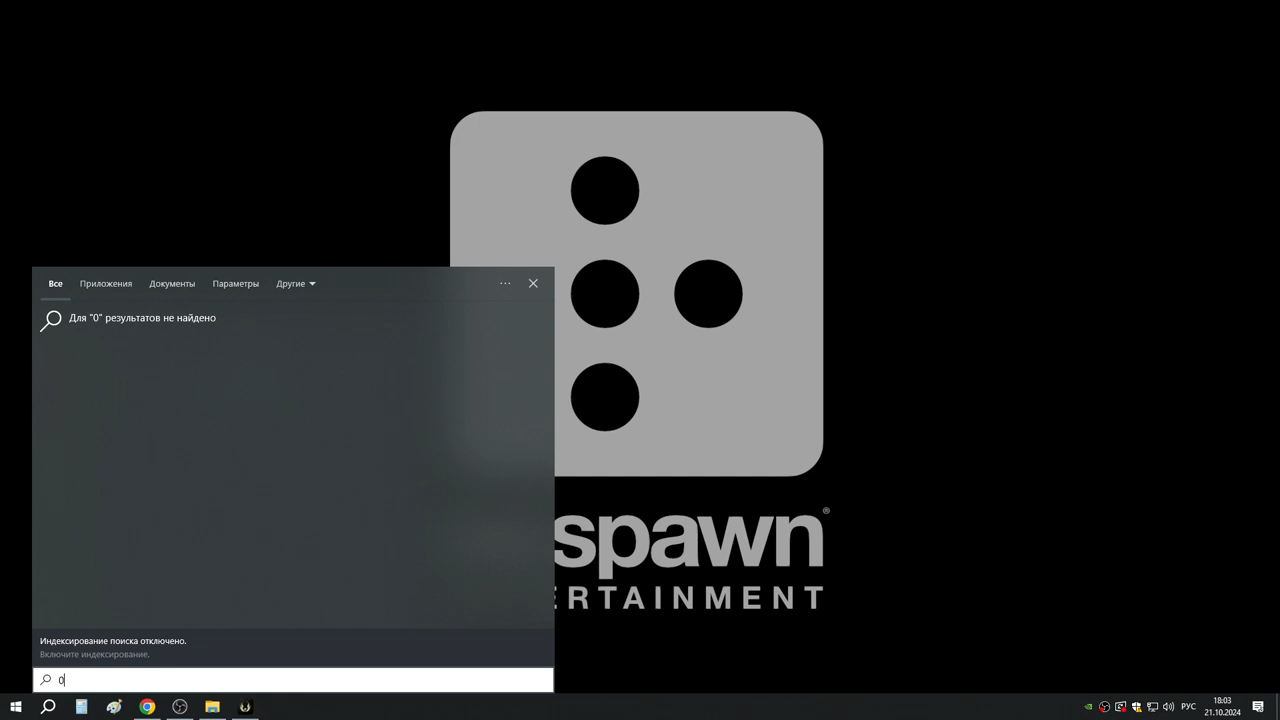 Все Приложения Документы Параметры Другие
Для "0" результатов не найдено
spawn®
ERTAINMENT
Индексирование поиска отключено.
Включите индексирование.
0
РУС
18:03
21.10.2024